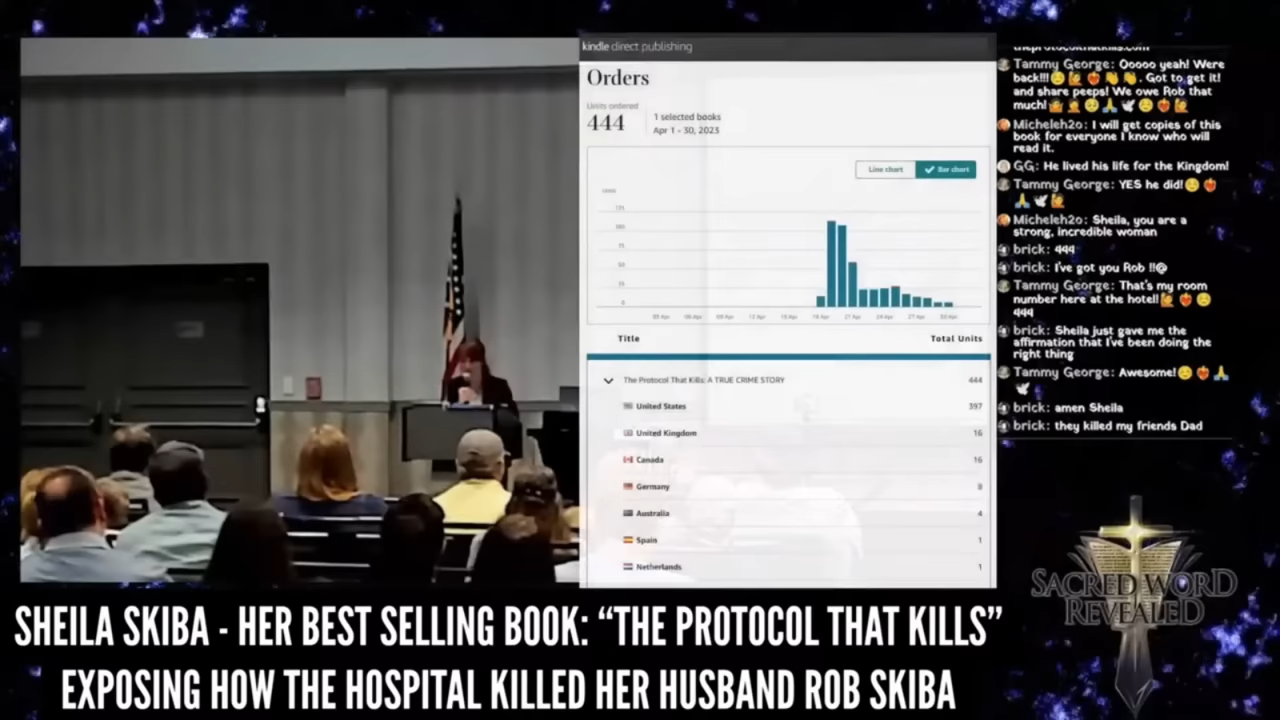 kindle direct publishing
Orders
Units ordered
444
1 selected books
Apr 1 - 30, 2023
Line chart
Bar chart
Title
Total Units
The Protocol That Kills: A TRUE CRIME STORY
444
United States
397
United Kingdom
16
Canada
16
Germany
8
Australia
4
Spain
1
Netherlands
1
theprotocolthatkills.com
Tammy George: Ooooo yeah! Were
back!!! . Got to get it!
and share peeps! We owe Rob that
much!
Micheleh2o: I will get copies of this
book for everyone I know who will
read it.
GG: He lived his life for the Kingdom!
Tammy George: YES he did!
Micheleh2o: Sheila, you are a
strong, incredible woman
brick: 444
brick: I've got you Rob !!@
Tammy George: That's my room
number here at the hotel!!
444
brick: Sheila just gave me the
affirmation that I've been doing the
right thing
Tammy George: Awesome!
brick: amen Sheila
brick: they killed my friends Dad
SACRED WORD
REVEALED
SHEILA SKIBA - HER BEST SELLING BOOK: “THE PROTOCOL THAT KILLS”
EXPOSING HOW THE HOSPITAL KILLED HER HUSBAND ROB SKIBA